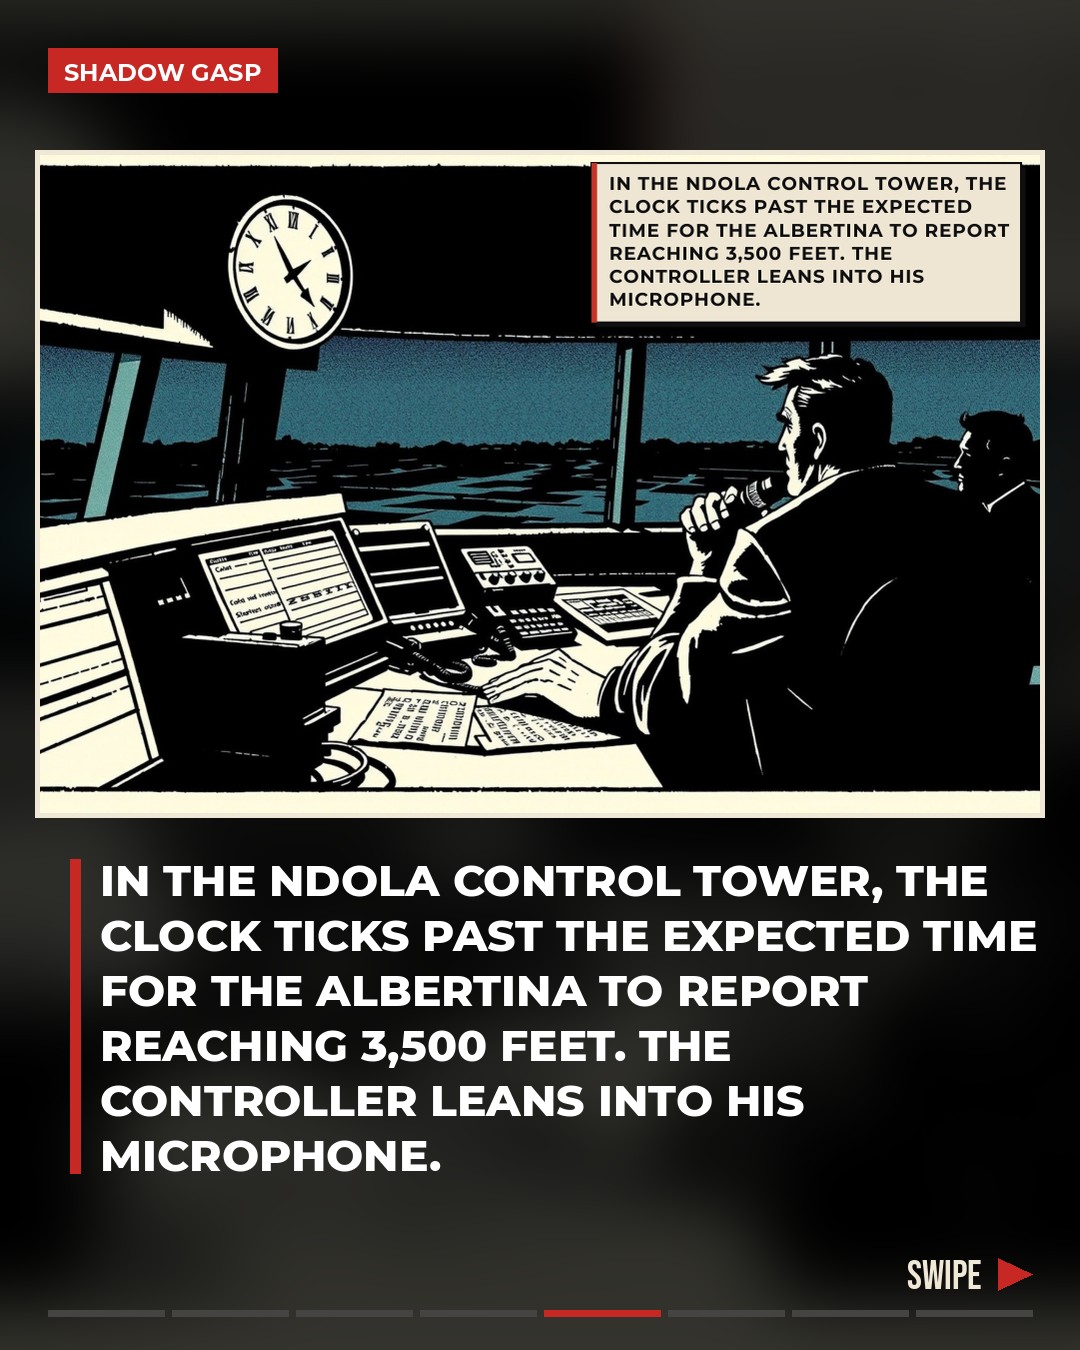 SHADOW GASP
IN THE NDOLA CONTROL TOWER, THE
CLOCK TICKS PAST THE EXPECTED
TIME FOR THE ALBERTINA TO REPORT
REACHING 3,500 FEET. THE
CONTROLLER LEANS INTO HIS
MICROPHONE.
IN THE NDOLA CONTROL TOWER, THE
CLOCK TICKS PAST THE EXPECTED TIME
FOR THE ALBERTINA TO REPORT
REACHING 3,500 FEET. THE
CONTROLLER LEANS INTO HIS
MICROPHONE.
SWIPE